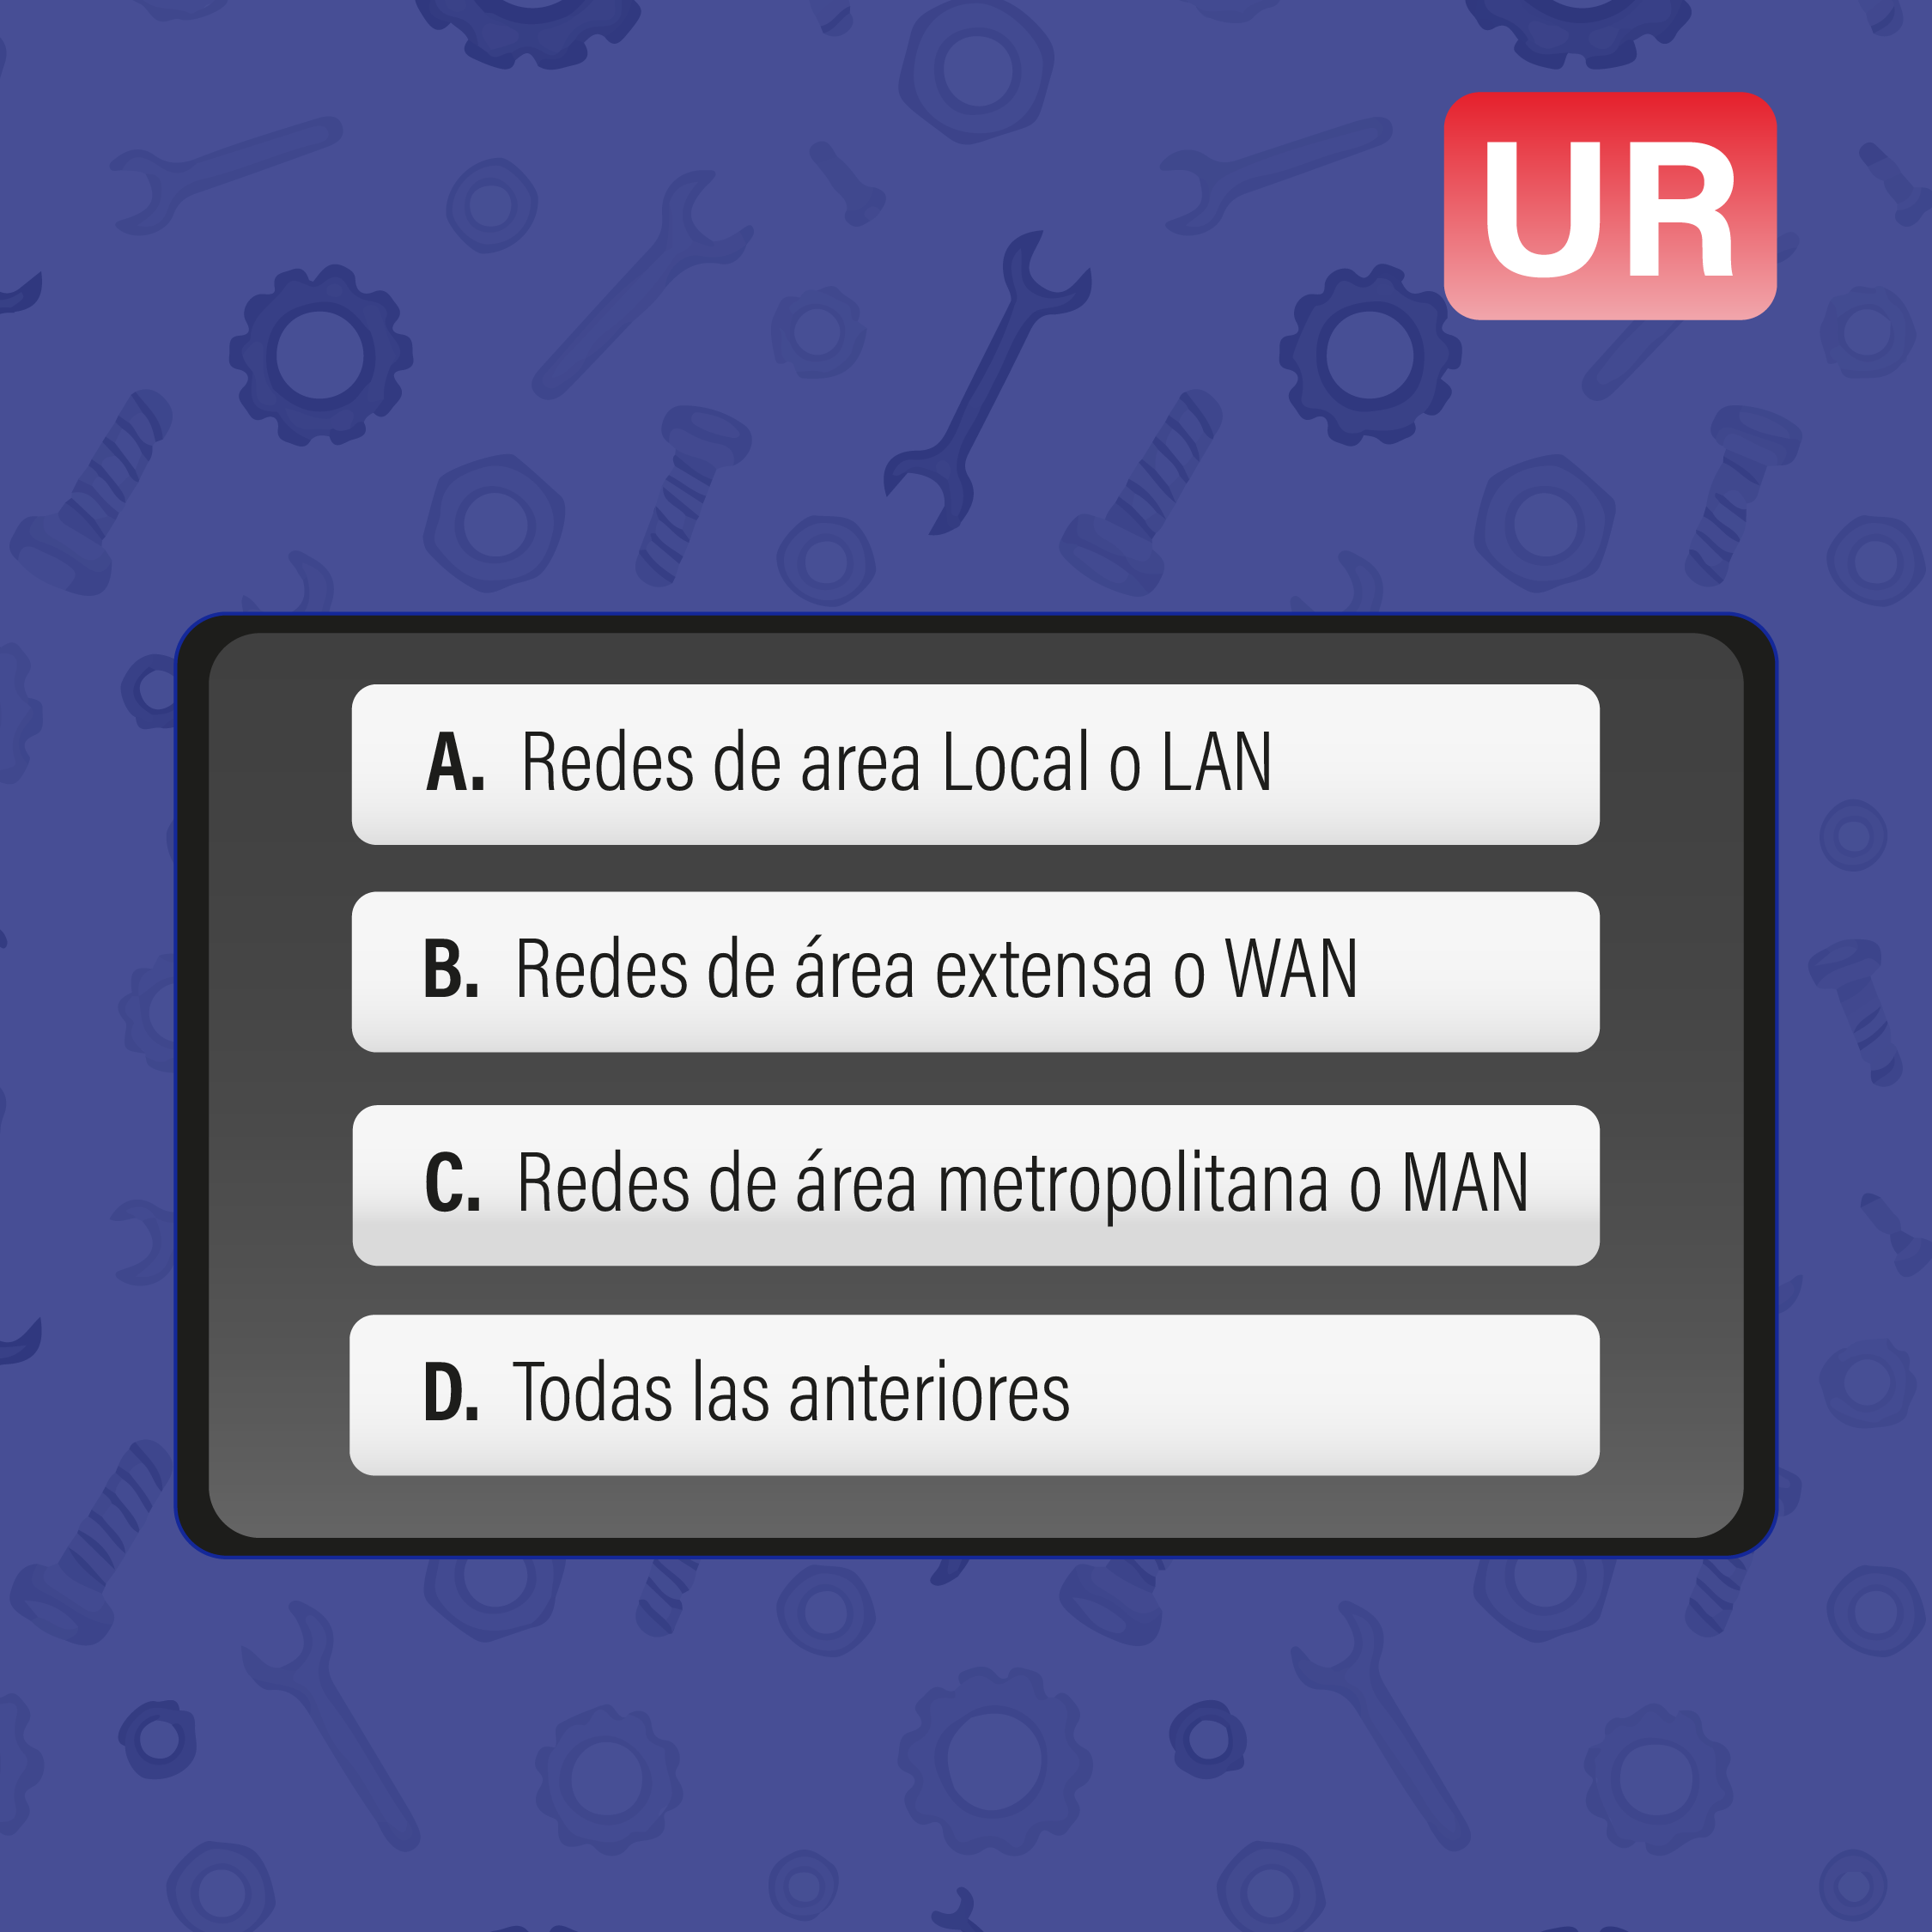 UR
A. Redes de area Local o LAN
B. Redes de área extensa o WAN
C. Redes de área metropolitana o MAN
D. Todas las anteriores